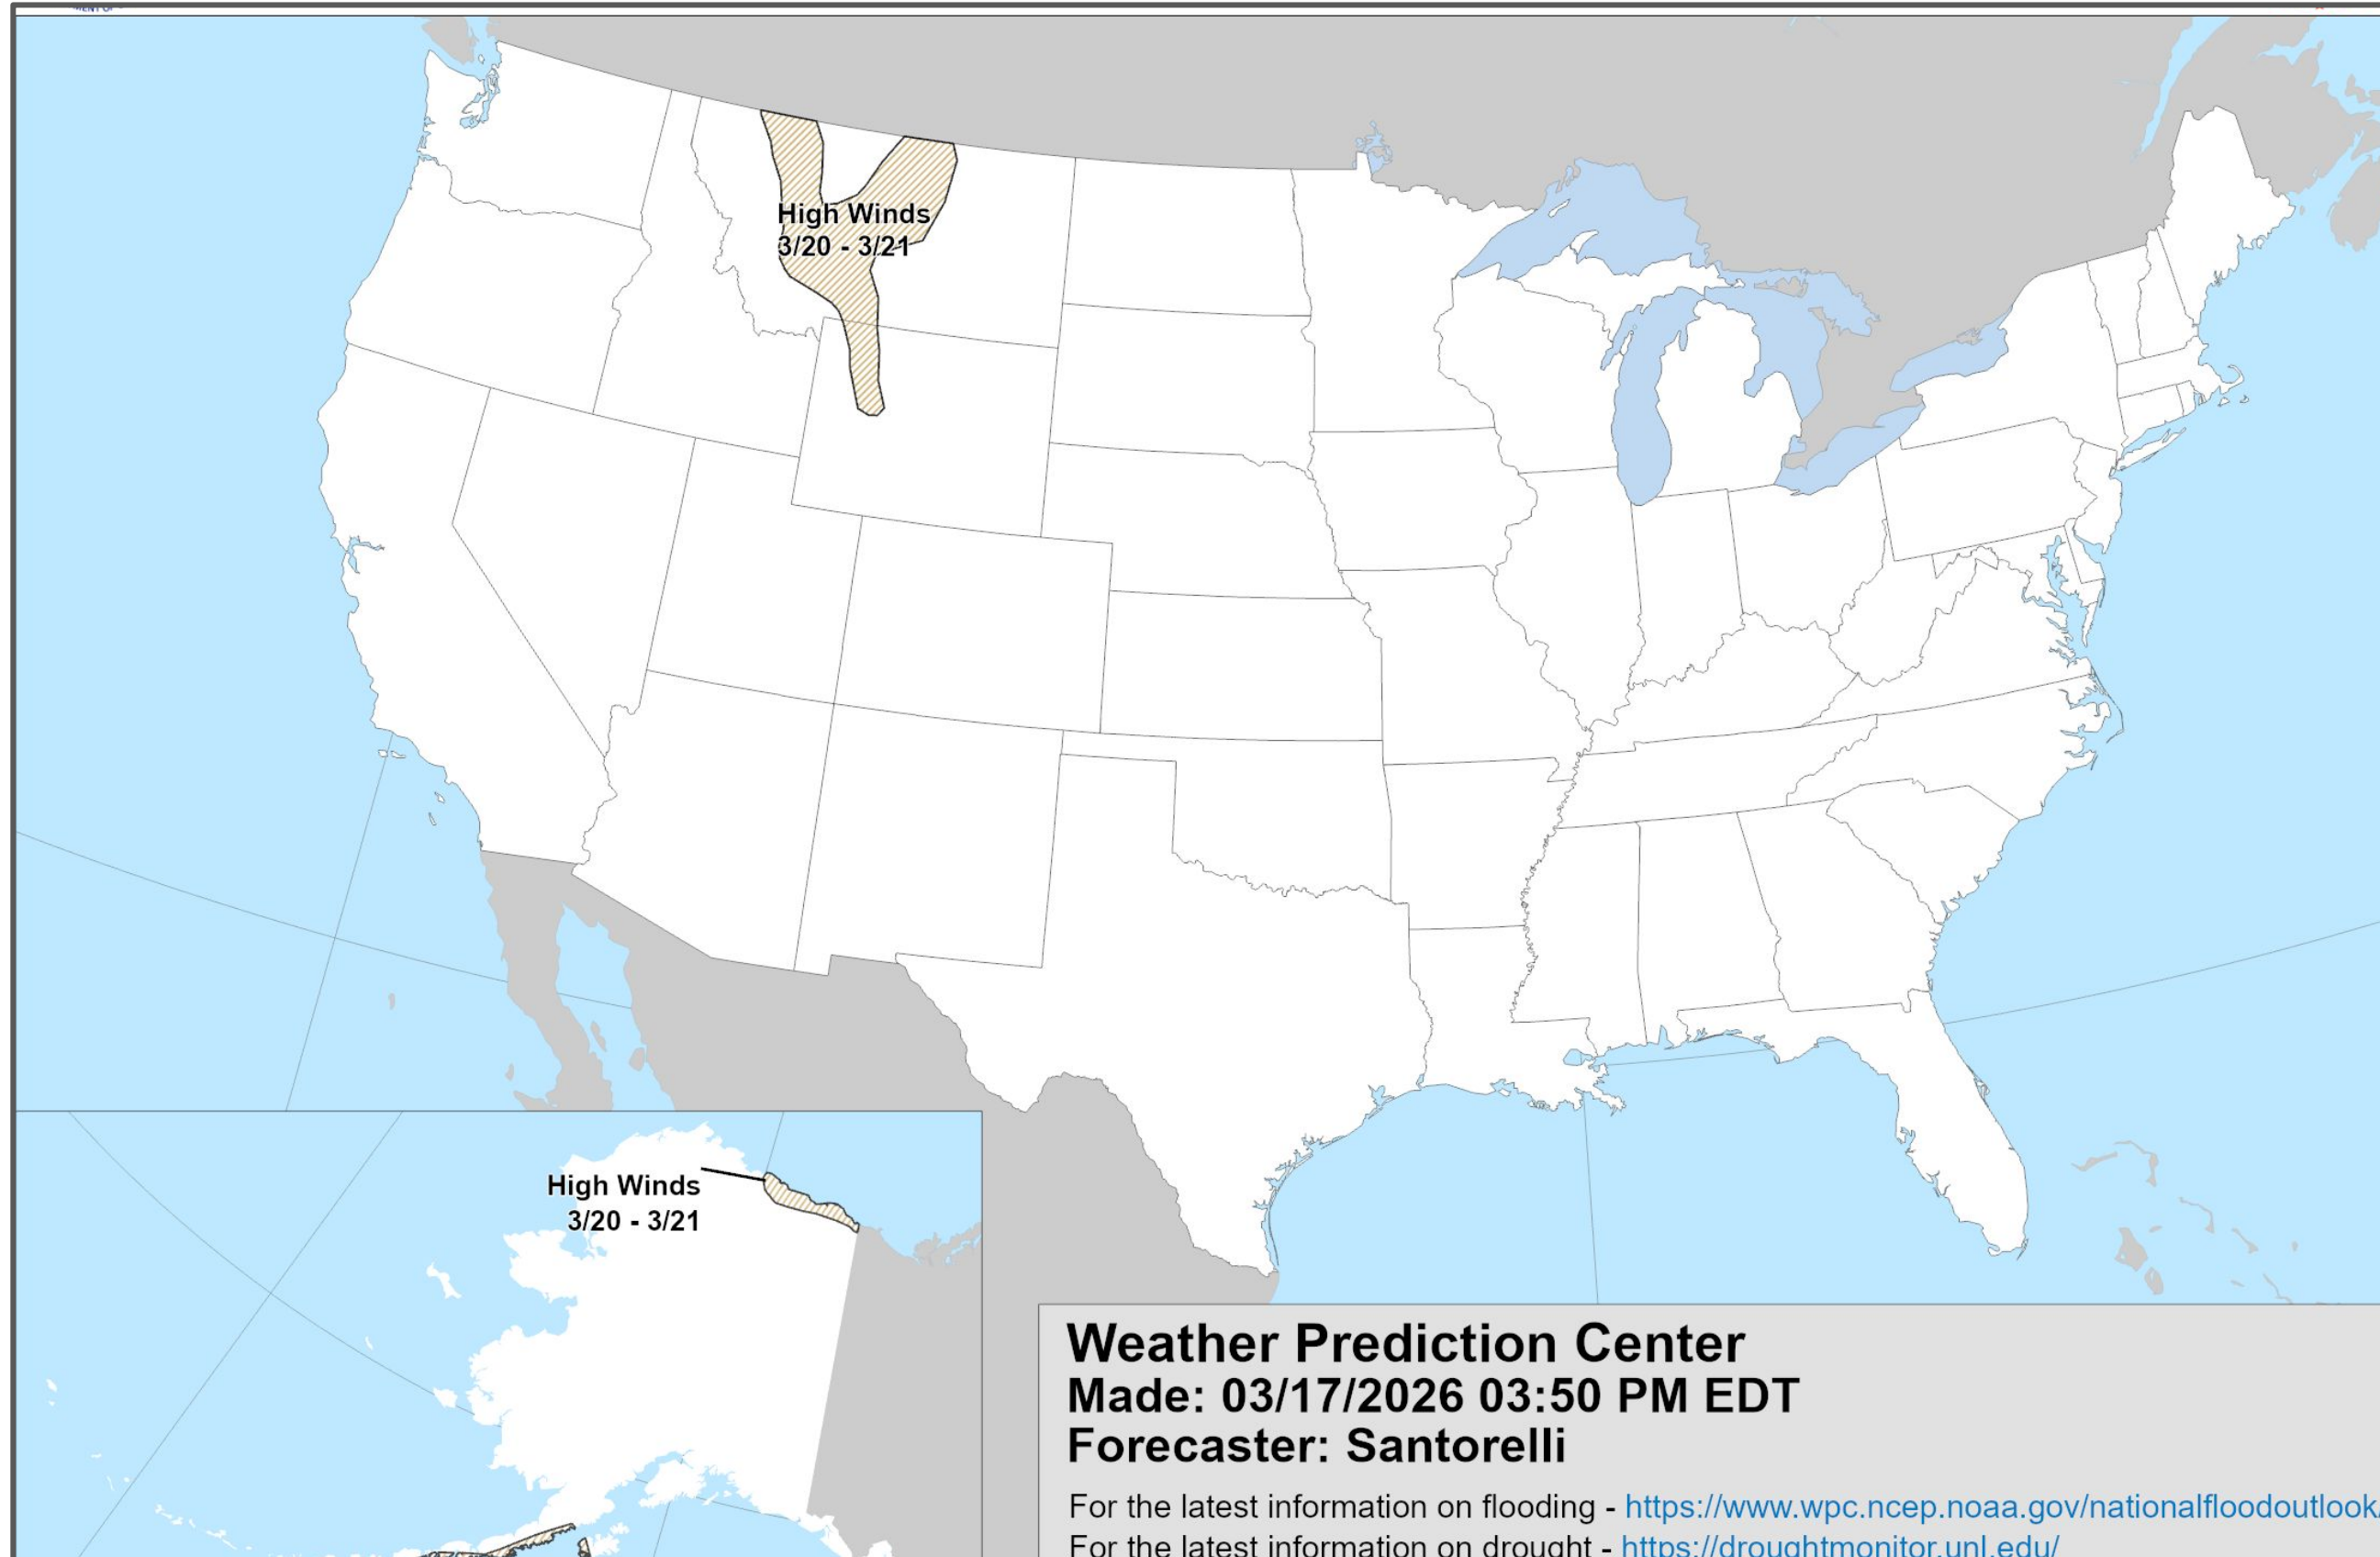 High Winds
3/20 - 3/21
High Winds
3/20 - 3/21
Weather Prediction Center
Made: 03/17/2026 03:50 PM EDT
Forecaster: Santorelli
For the latest information on flooding - https://www.wpc.ncep.noaa.gov/nationalfloodoutlook/
For the latest information on drought - https://droughtmonitor.unl.edu/